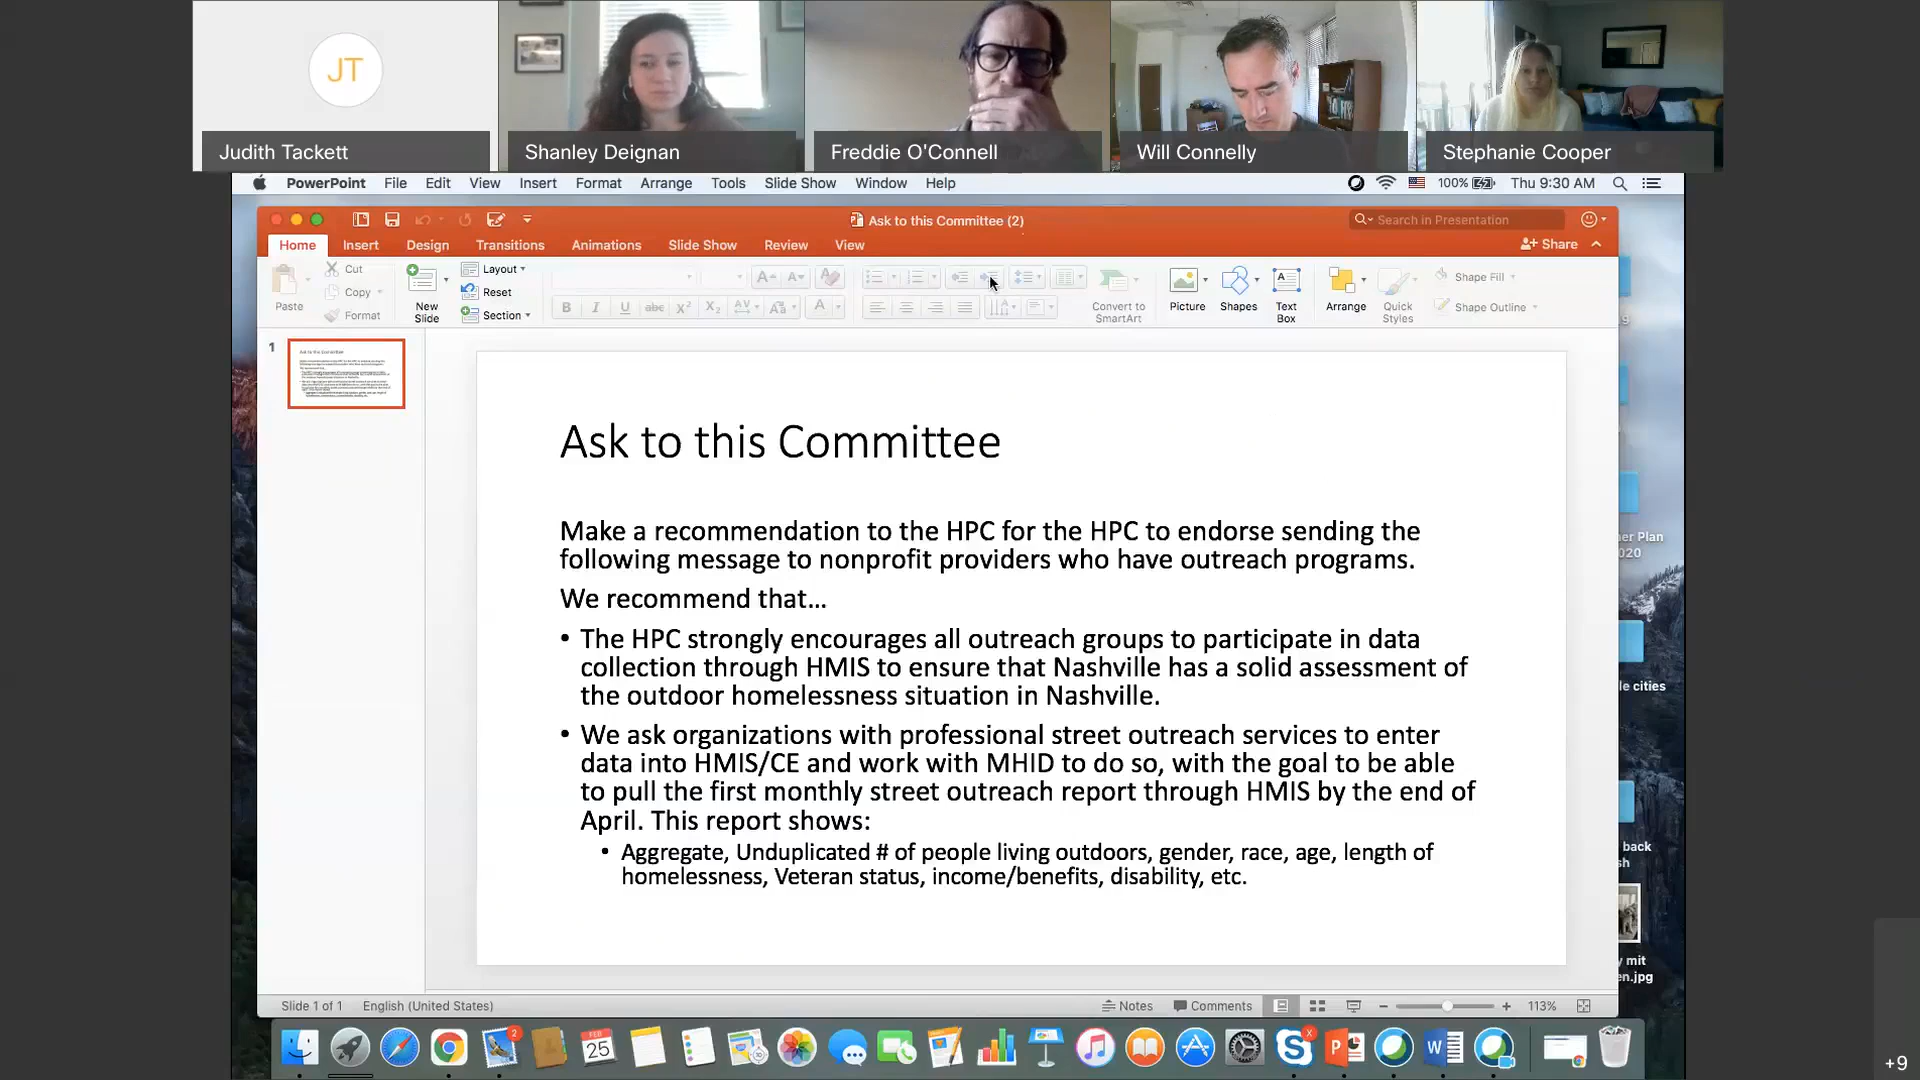 JT
Judith Tackett
Shanley Deignan
Freddie O'Connell
Will Connelly
Stephanie Cooper
PowerPoint File Edit View Insert Format Arrange Tools Slide Show Window Help
100% Thu 9:30 AM
Ask to this Committee (2)
Search in Presentation
Home Insert Design Transitions Animations Slide Show Review View
Share
Paste
Cut
Copy
Format
New
Slide
Layout
Reset
Section
Convert to
SmartArt
Picture
Shapes
Text
Box
Arrange
Quick
Styles
Shape Fill
Shape Outline
1
Ask to this Committee
Make a recommendation to the HPC for the HPC to endorse sending the
following message to nonprofit providers who have outreach programs.
We recommend that…
• The HPC strongly encourages all outreach groups to participate in data
collection through HMIS to ensure that Nashville has a solid assessment of
the outdoor homelessness situation in Nashville.
• We ask organizations with professional street outreach services to enter
data into HMIS/CE and work with MHID to do so, with the goal to be able
to pull the first monthly street outreach report through HMIS by the end of
April. This report shows:
• Aggregate, Unduplicated # of people living outdoors, gender, race, age, length of
homelessness, Veteran status, income/benefits, disability, etc.
Plan
020
le cities
back
mit
en.jpg
Slide 1 of 1 English (United States)
Notes Comments 113%
2
FEB
25
+9